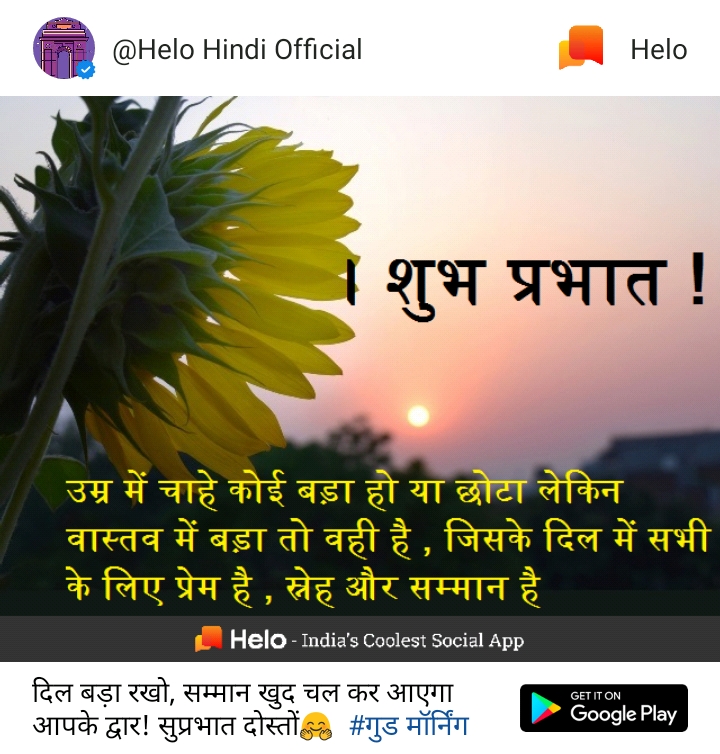 @Helo Hindi Official
Helo
। शुभ प्रभात !
उम्र में चाहे कोई बड़ा हो या छोटा लेकिन
वास्तव में बड़ा तो वही है , जिसके दिल में सभी
के लिए प्रेम है , स्नेह और सम्मान है
Helo - India's Coolest Social App
दिल बड़ा रखो, सम्मान खुद चल कर आएगा
आपके द्वार! सुप्रभात दोस्तों🤗 #गुड मॉर्निंग
GET IT ON
Google Play